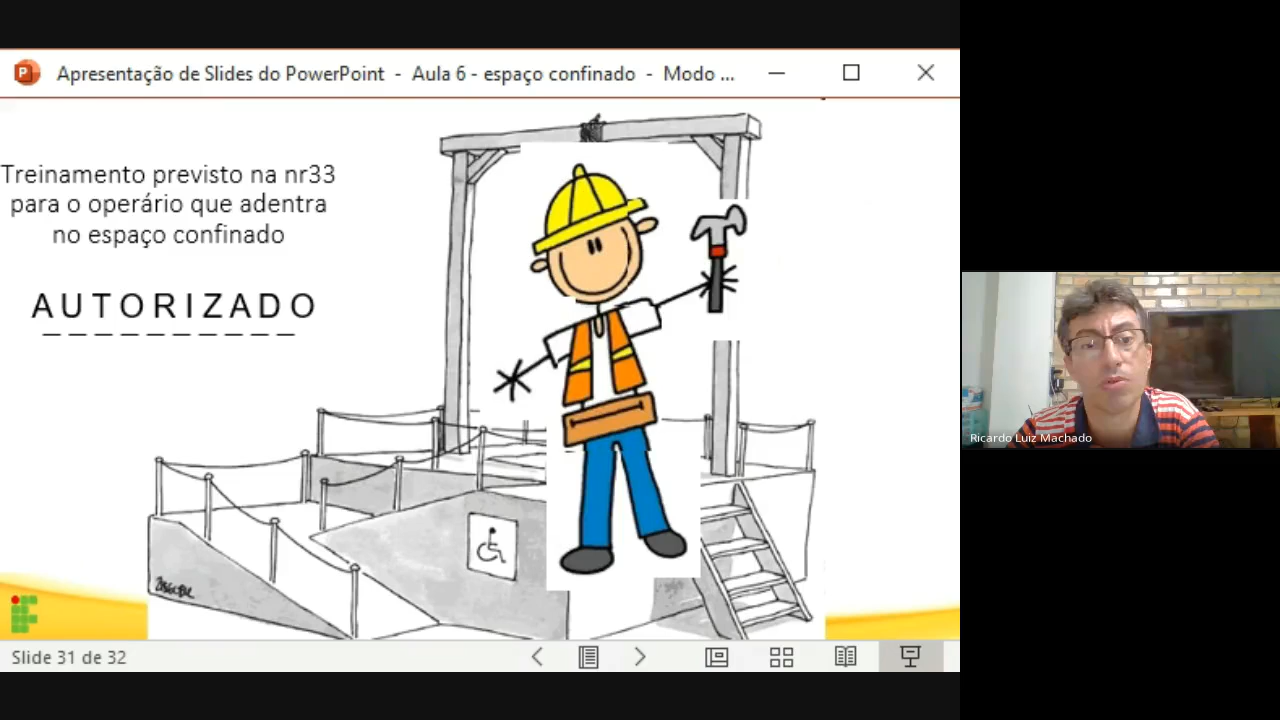 Apresentação de Slides do PowerPoint - Aula 6 - espaço confinado - Modo ...
Treinamento previsto na nr33
para o operário que adentra
no espaço confinado
AUTORIZADO
Ricardo Luiz Machado
Slide 31 de 32